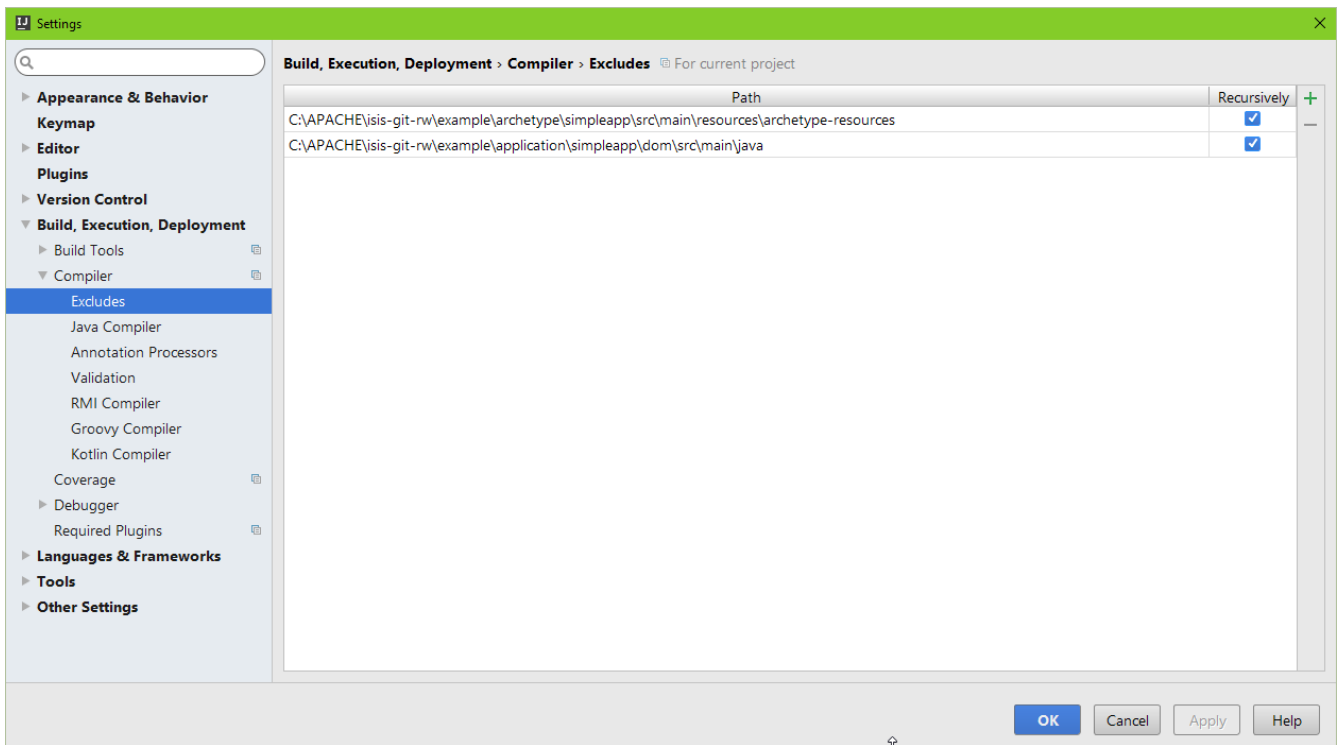 IJ Settings
Build, Execution, Deployment › Compiler › Excludes For current project
Appearance & Behavior
Keymap
Editor
Plugins
Version Control
Build, Execution, Deployment
Build Tools
Compiler
Excludes
Java Compiler
Annotation Processors
Validation
RMI Compiler
Groovy Compiler
Kotlin Compiler
Coverage
Debugger
Required Plugins
Languages & Frameworks
Tools
Other Settings
Path Recursively
C:\APACHE\isis-git-rw\example\archetype\simpleapp\src\main\resources\archetype-resources
C:\APACHE\isis-git-rw\example\application\simpleapp\dom\src\main\java
OK Cancel Apply Help